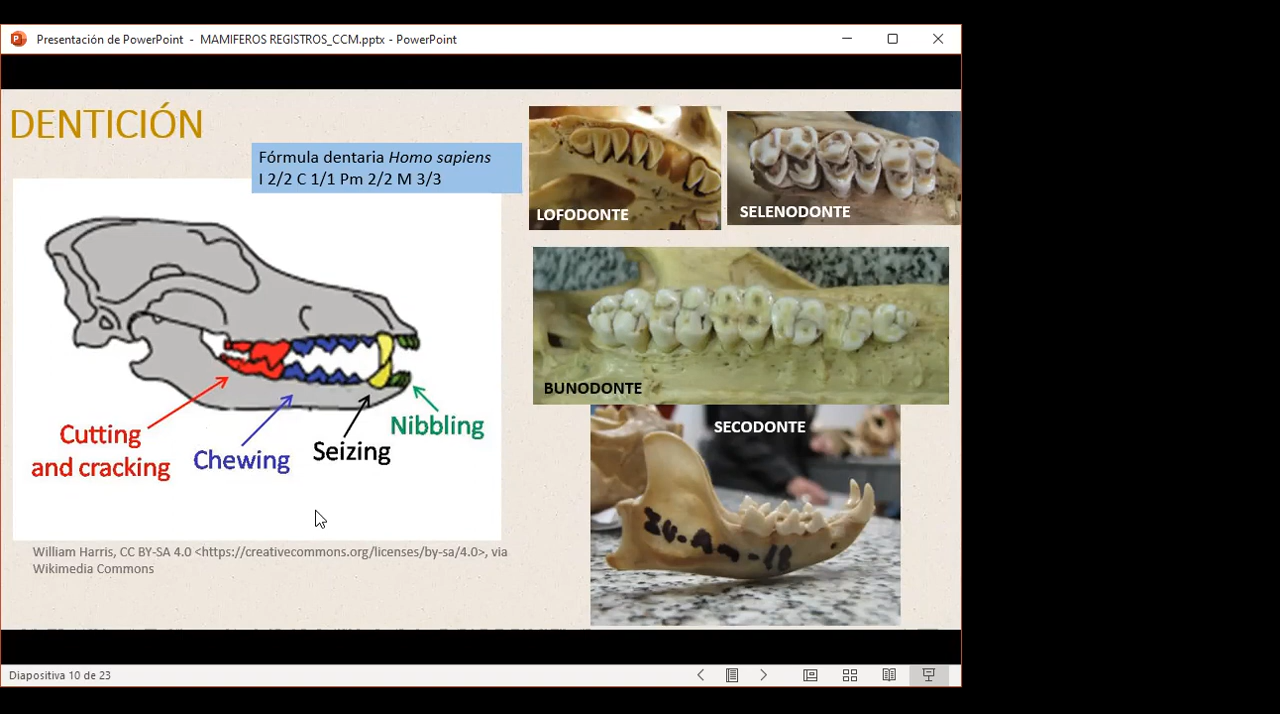 Presentación de PowerPoint - MAMIFEROS REGISTROS_CCM.pptx - PowerPoint
DENTICIÓN
Fórmula dentaria Homo sapiens
I 2/2 C 1/1 Pm 2/2 M 3/3
LOFODONTE
SELENODONTE
BUNODONTE
SECODONTE
Cutting
and cracking
Chewing
Seizing
Nibbling
William Harris, CC BY-SA 4.0 <https://creativecommons.org/licenses/by-sa/4.0>, via
Wikimedia Commons
Diapositiva 10 de 23